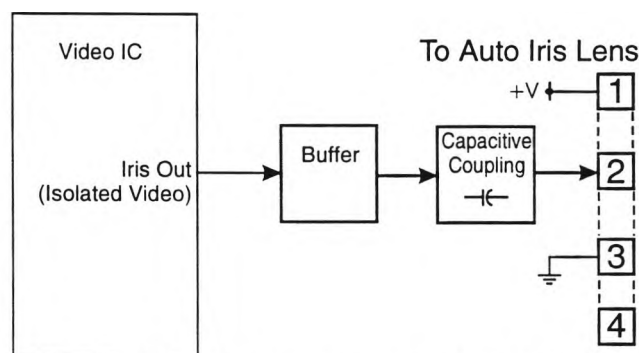 Video IC
To Auto Iris Lens
+V
1
Iris Out
(Isolated Video)
Buffer
Capacitive
Coupling
2
3
4